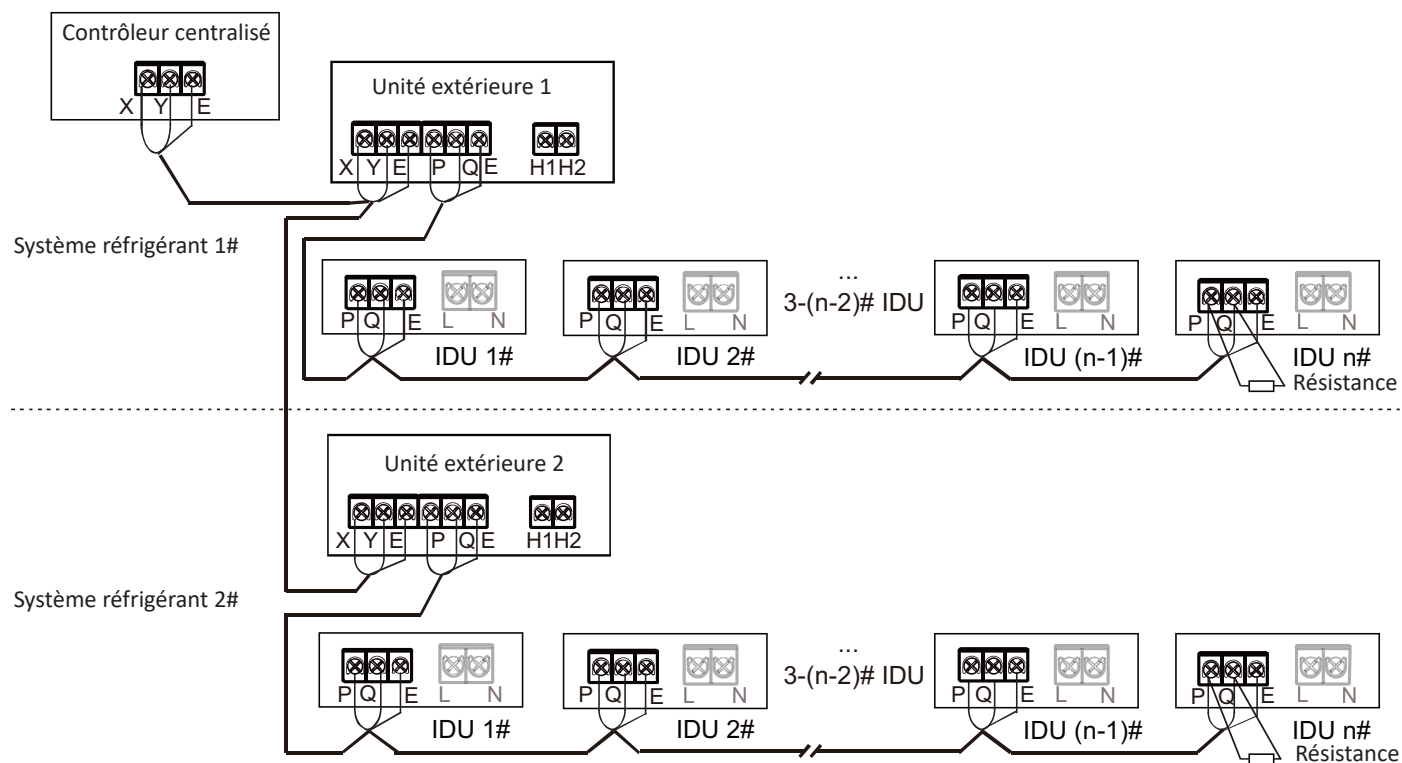 Contrôleur centralisé
X Y E
Unité extérieure 1
X Y E P Q E H1H2
Système réfrigérant 1#
P Q E L N
IDU 1#
P Q E L N
IDU 2#
...
3-(n-2)# IDU
P Q E L N
IDU (n-1)#
P Q E L N
IDU n#
Résistance
Unité extérieure 2
X Y E P Q E H1H2
Système réfrigérant 2#
P Q E L N
IDU 1#
P Q E L N
IDU 2#
...
3-(n-2)# IDU
P Q E L N
IDU (n-1)#
P Q E L N
IDU n#
Résistance